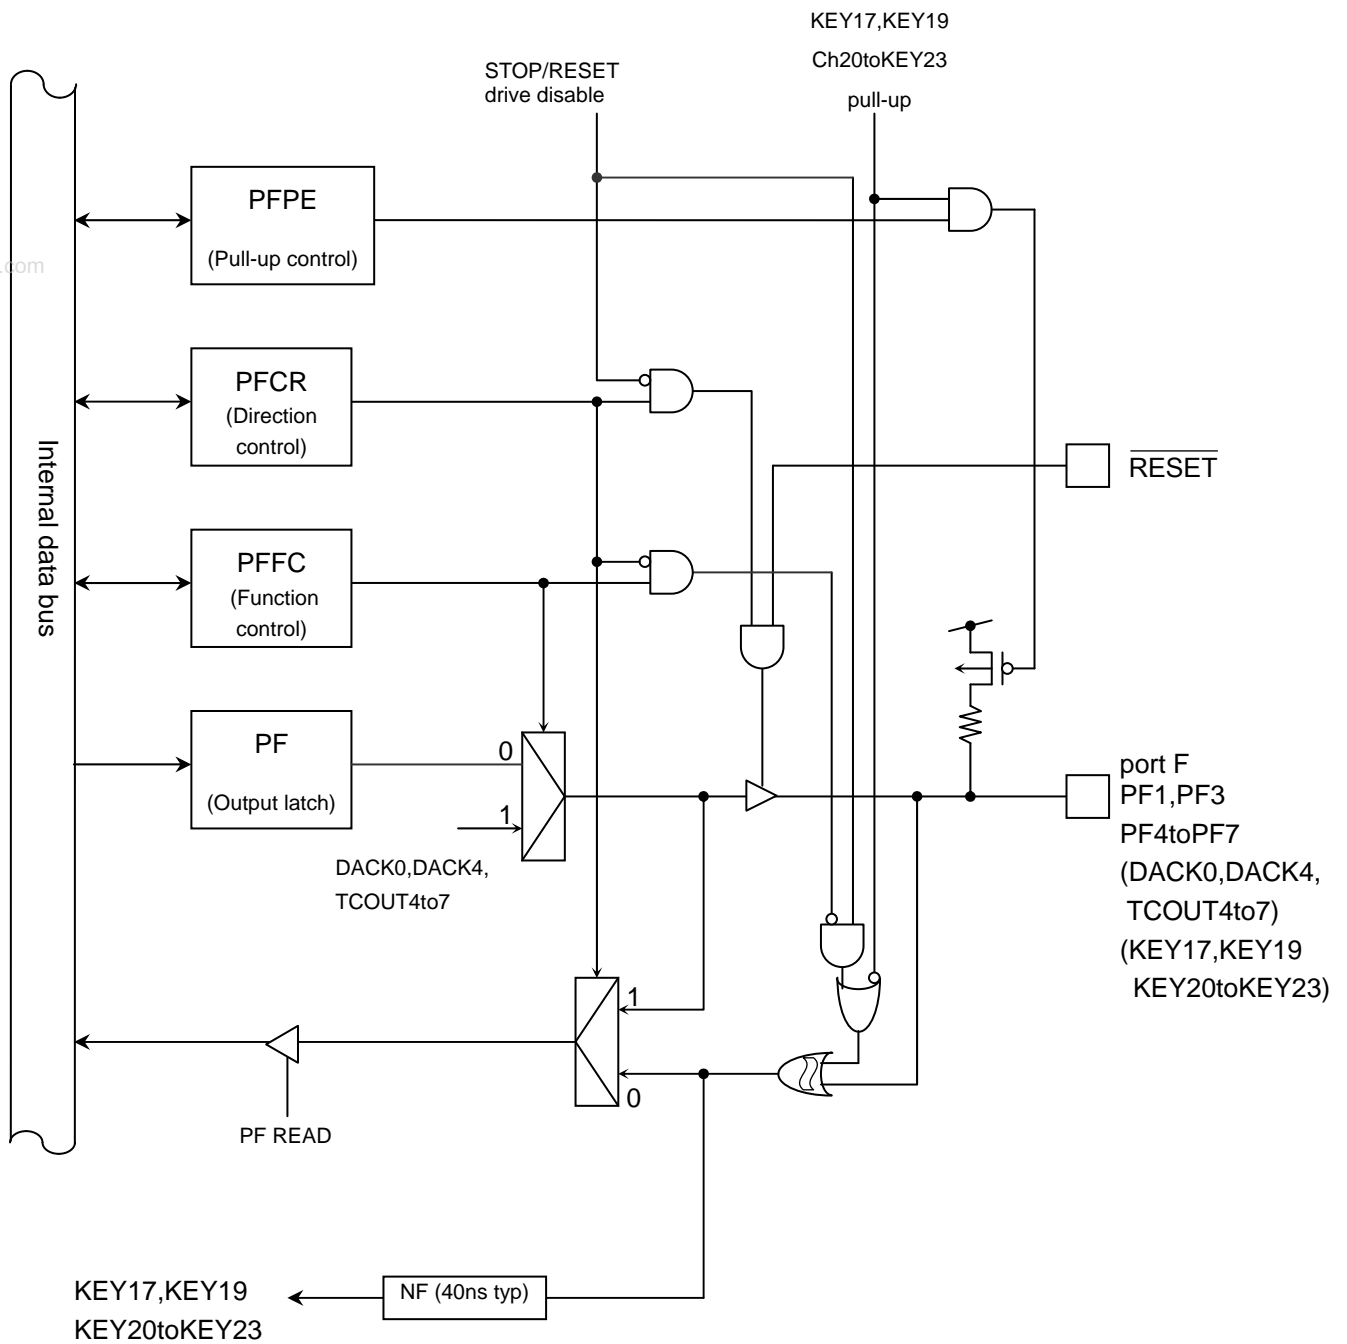 KEY17,KEY19
Ch20toKEY23
pull-up
STOP/RESET
drive disable
PFPE
(Pull-up control)
.com
PFCR
(Direction
control)
Internal data bus
RESET
PFFC
(Function
control)
PF
(Output latch)
0
1
DACK0,DACK4,
TCOUT4to7
port F
PF1,PF3
PF4toPF7
(DACK0,DACK4,
TCOUT4to7)
(KEY17,KEY19
KEY20toKEY23)
1
0
PF READ
NF (40ns typ)
KEY17,KEY19
KEY20toKEY23